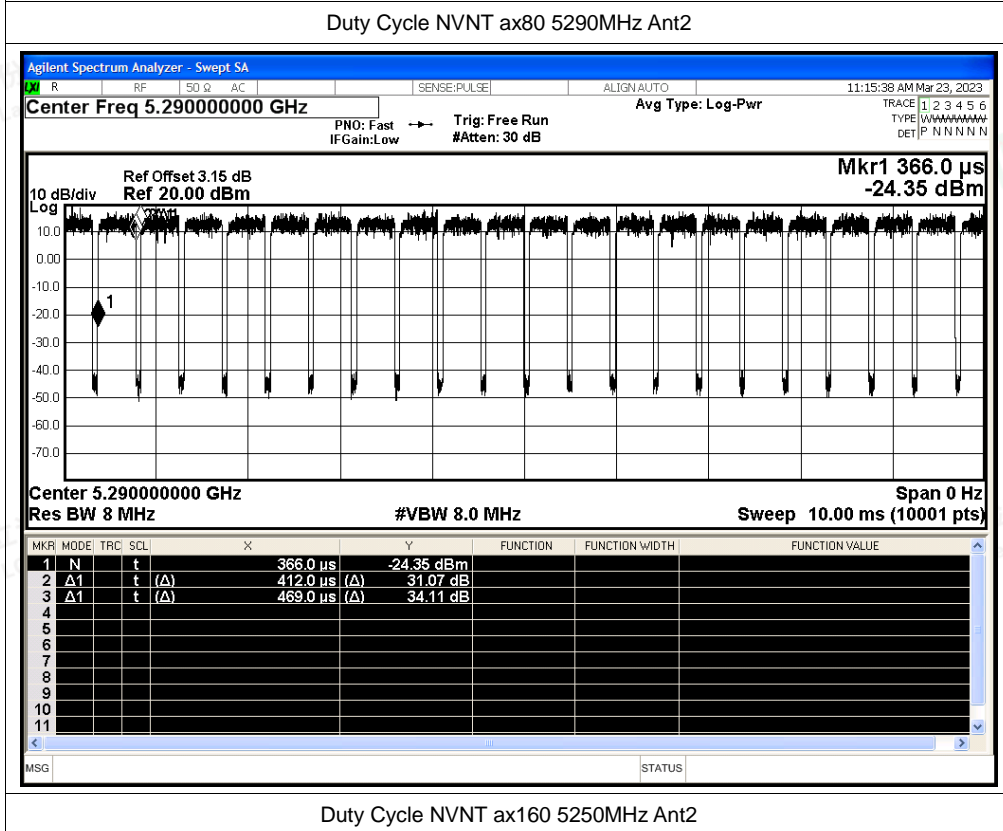 Duty Cycle NVNT ax80 5290MHz Ant2
Agilent Spectrum Analyzer - Swept SA
LXI R RF 50 Ω AC SENSE:PULSE ALIGN AUTO 11:15:38 AM Mar 23, 2023
Center Freq 5.290000000 GHz Avg Type: Log-Pwr TRACE 1 2 3 4 5 6
PNO: Fast Trig: Free Run TYPE WWWWWW
IFGain:Low #Atten: 30 dB DET P N N N N N
Mkr1 366.0 µs
Ref Offset 3.15 dB
10 dB/div Ref 20.00 dBm -24.35 dBm
Log
10.0
0.00
-10.0
1
-20.0
-30.0
-40.0
-50.0
-60.0
-70.0
Center 5.290000000 GHz Span 0 Hz
Res BW 8 MHz #VBW 8.0 MHz Sweep 10.00 ms (10001 pts)
MKR MODE TRC SCL X Y FUNCTION FUNCTION WIDTH FUNCTION VALUE
1 N t 366.0 µs -24.35 dBm
2 Δ1 t (Δ) 412.0 µs (Δ) 31.07 dB
3 Δ1 t (Δ) 469.0 µs (Δ) 34.11 dB
4
5
6
7
8
9
10
11
MSG STATUS
Duty Cycle NVNT ax160 5250MHz Ant2